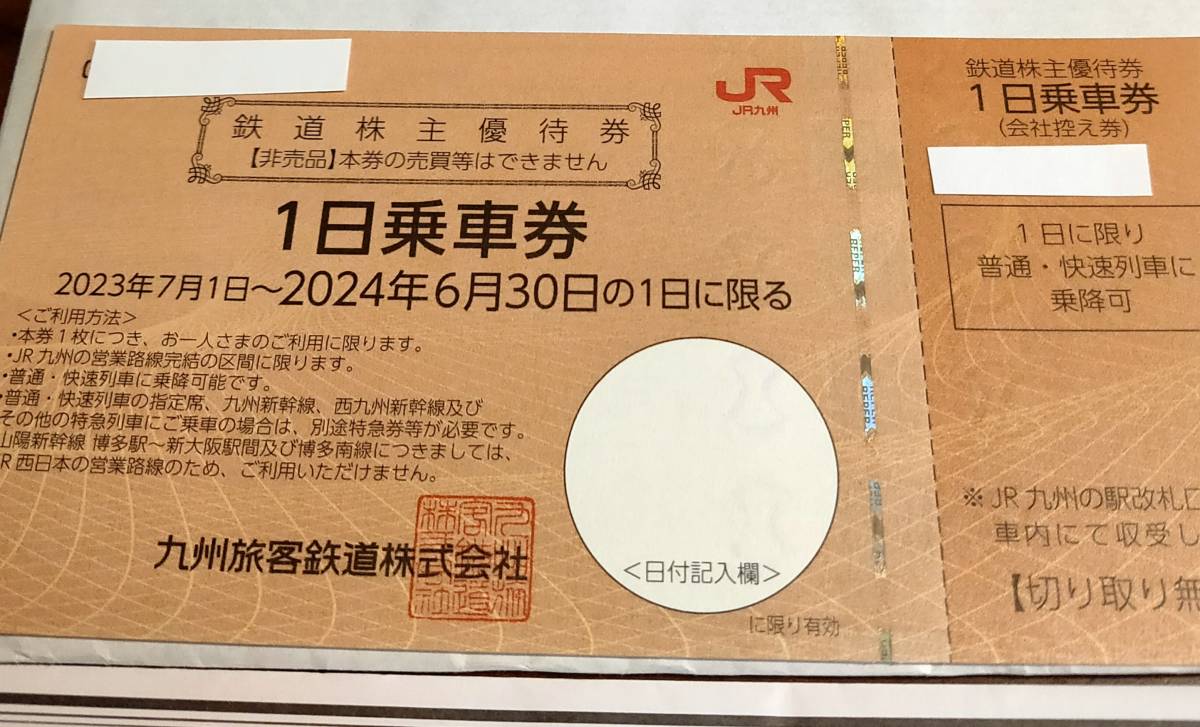 JR
JR九州
鉄道株主優待券
【非売品】本券の売買等はできません
1日乗車券
2023年7月1日～2024年6月30日の1日に限る
＜ご利用方法＞
・本券1枚につき、お一人さまのご利用に限ります。
・JR九州の営業路線完結の区間に限ります。
・普通・快速列車に乗降可能です。
・普通・快速列車の指定席、九州新幹線、西九州新幹線及び
その他の特急列車にご乗車の場合は、別途特急券等が必要です。
山陽新幹線 博多駅～新大阪駅間及び博多南線につきましては、
JR西日本の営業路線のため、ご利用いただけません。
九州旅客鉄道株式会社
＜日付記入欄＞
に限り有効
鉄道株主優待券
1日乗車券
(会社控え券)
1日に限り
普通・快速列車に
乗降可
※JR九州の駅改札口
車内にて収受し
【切り取り無